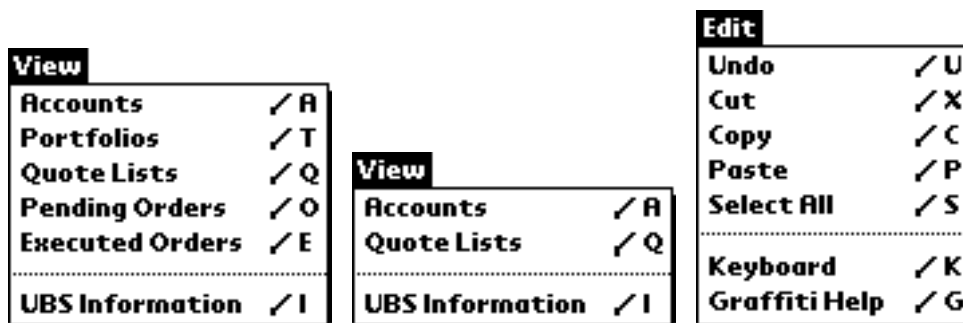 View
Accounts / A
Portfolios / T
Quote Lists / Q
Pending Orders / O
Executed Orders / E
UBS Information / I
View
Accounts / A
Quote Lists / Q
UBS Information / I
Edit
Undo / U
Cut / X
Copy / C
Paste / P
Select All / S
Keyboard / K
Graffiti Help / G